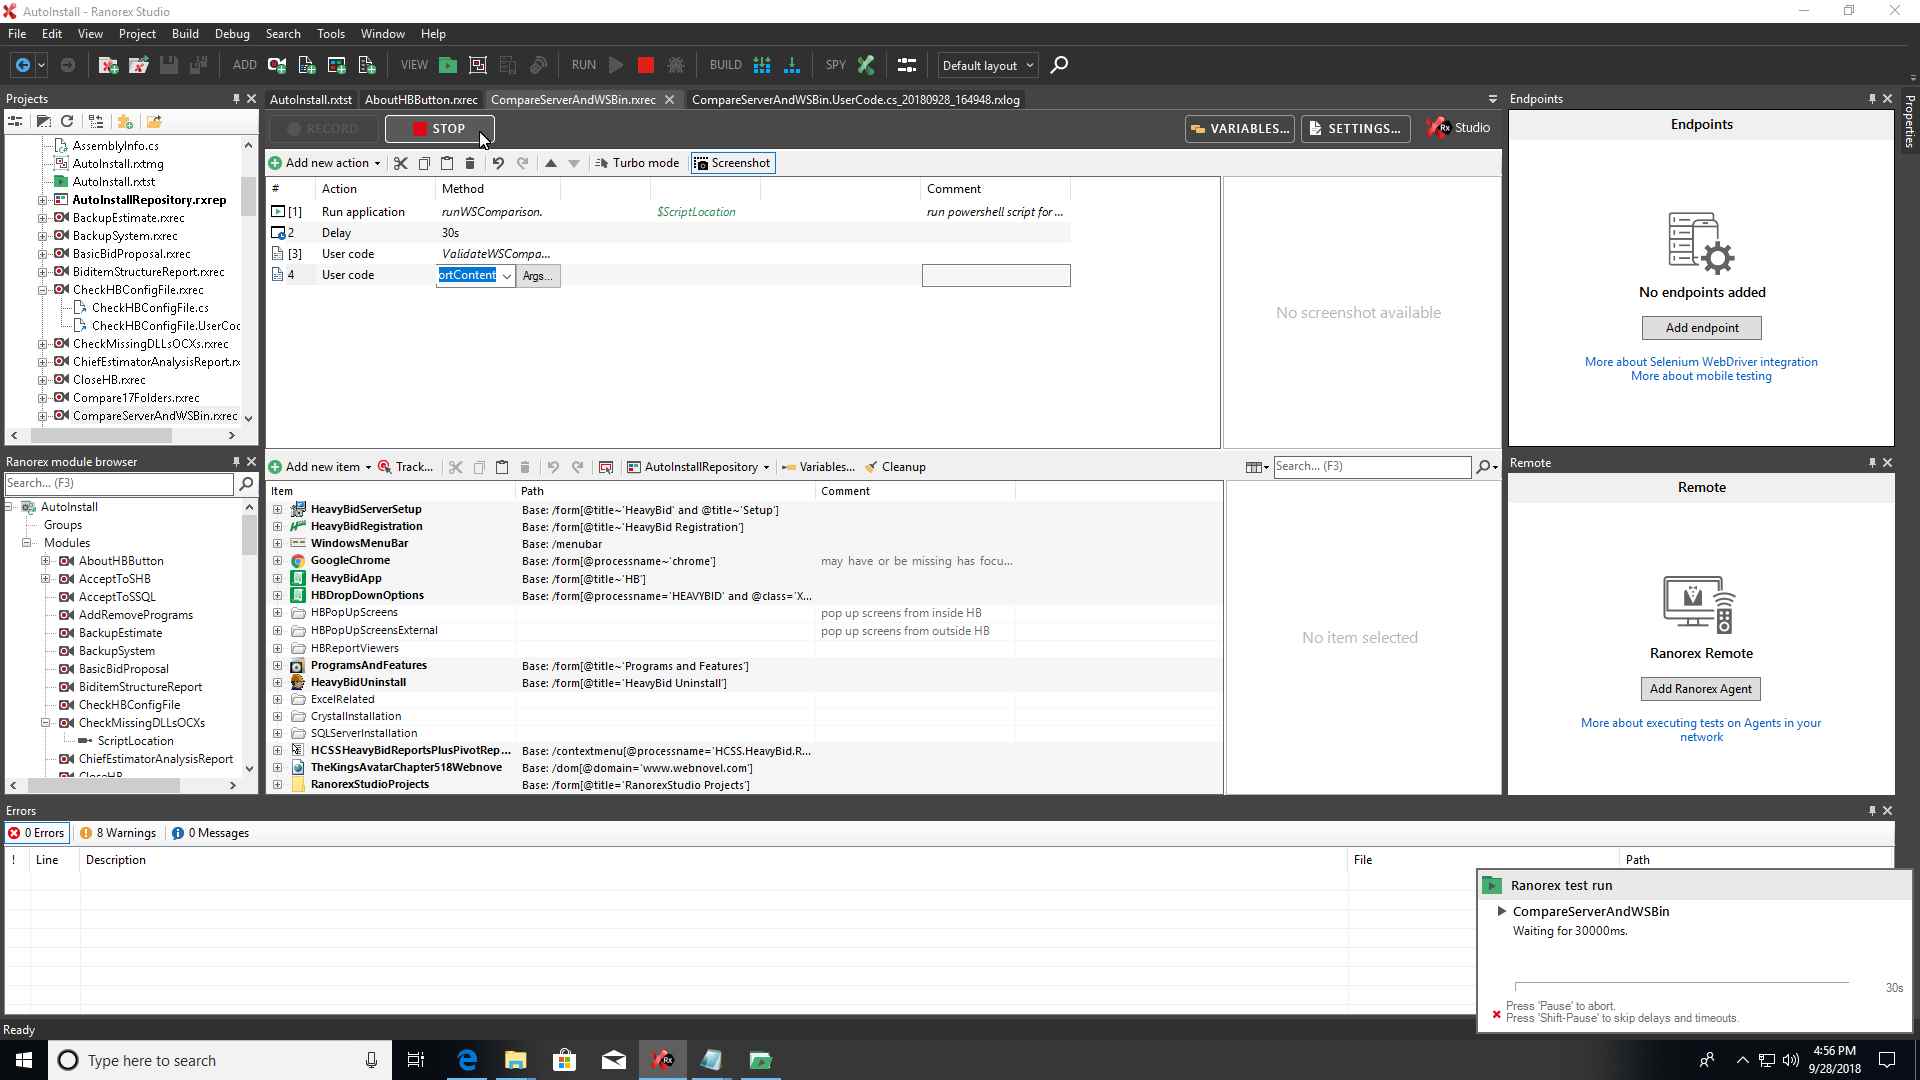 AutoInstall - Ranorex Studio
File Edit View Project Build Debug Search Tools Window Help
ADD VIEW RUN BUILD SPY Default layout
Projects
AutoInstall.rxtst AboutHBButton.rxrec CompareServerAndWSBin.rxrec CompareServerAndWSBin.UserCode.cs_20180928_164948.rxlog
AssemblyInfo.cs
AutoInstall.rxtmg
AutoInstall.rxtst
AutoInstallRepository.rxrep
BackupEstimate.rxrec
BackupSystem.rxrec
BasicBidProposal.rxrec
BiditemStructureReport.rxrec
CheckHBConfigFile.rxrec
CheckHBConfigFile.cs
CheckHBConfigFile.UserCoc
CheckMissingDLLsOCXs.rxrec
ChiefEstimatorAnalysisReport.rx
CloseHB.rxrec
Compare17Folders.rxrec
CompareServerAndWSBin.rxrec
RECORD STOP VARIABLES... SETTINGS... Rx Studio
Add new action Turbo mode Screenshot
# Action Method Comment
[1] Run application runWSComparison. $ScriptLocation run powershell script for ...
2 Delay 30s
[3] User code ValidateWSCompa...
4 User code ortContent Args...
No screenshot available
Endpoints
Endpoints
No endpoints added
Add endpoint
More about Selenium WebDriver integration
More about mobile testing
Properties
Ranorex module browser
Search... (F3)
AutoInstall
Groups
Modules
AboutHBButton
AcceptToSHB
AcceptToSSQL
AddRemovePrograms
BackupEstimate
BackupSystem
BasicBidProposal
BiditemStructureReport
CheckHBConfigFile
CheckMissingDLLsOCXs
ScriptLocation
ChiefEstimatorAnalysisReport
CloseHB
Add new item Track... AutoInstallRepository Variables... Cleanup Search... (F3)
Item Path Comment
HeavyBidServerSetup Base: /form[@title~'HeavyBid' and @title~'Setup']
HeavyBidRegistration Base: /form[@title~'HeavyBid Registration']
WindowsMenuBar Base: /menubar
GoogleChrome Base: /form[@processname~'chrome'] may have or be missing has focu...
HeavyBidApp Base: /form[@title~'HB']
HBDropDownOptions Base: /form[@processname='HEAVYBID' and @class='X...
HBPopUpScreens pop up screens from inside HB
HBPopUpScreensExternal pop up screens from outside HB
HBReportViewers
ProgramsAndFeatures Base: /form[@title~'Programs and Features']
HeavyBidUninstall Base: /form[@title='HeavyBid Uninstall']
ExcelRelated
CrystalInstallation
SQLServerInstallation
HCSSHeavyBidReportsPlusPivotRep... Base: /contextmenu[@processname='HCSS.HeavyBid.R...
TheKingsAvatarChapter518Webnove Base: /dom[@domain='www.webnovel.com']
RanorexStudioProjects Base: /form[@title='RanorexStudio Projects']
No item selected
Remote
Remote
Ranorex Remote
Add Ranorex Agent
More about executing tests on Agents in your
network
Errors
0 Errors 8 Warnings 0 Messages
! Line Description File Path
Ranorex test run
CompareServerAndWSBin
Waiting for 30000ms.
30s
Press 'Pause' to abort.
Press 'Shift-Pause' to skip delays and timeouts.
Ready
Type here to search
4:56 PM
9/28/2018